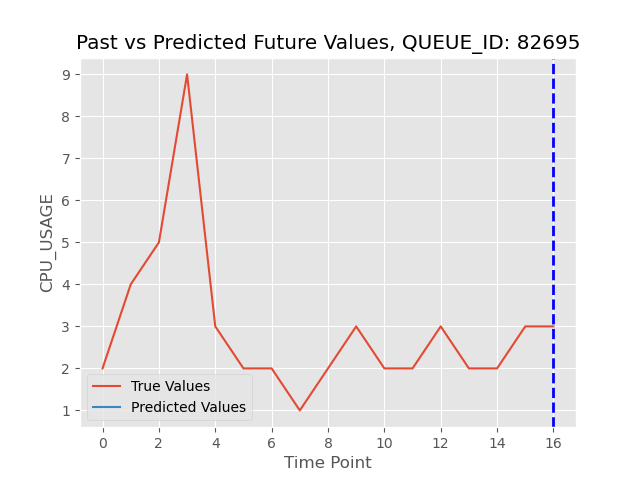 Past vs Predicted Future Values, QUEUE_ID: 82695
CPU_USAGE
9
8
7
6
5
4
3
2
1
True Values
Predicted Values
0 2 4 6 8 10 12 14 16
Time Point